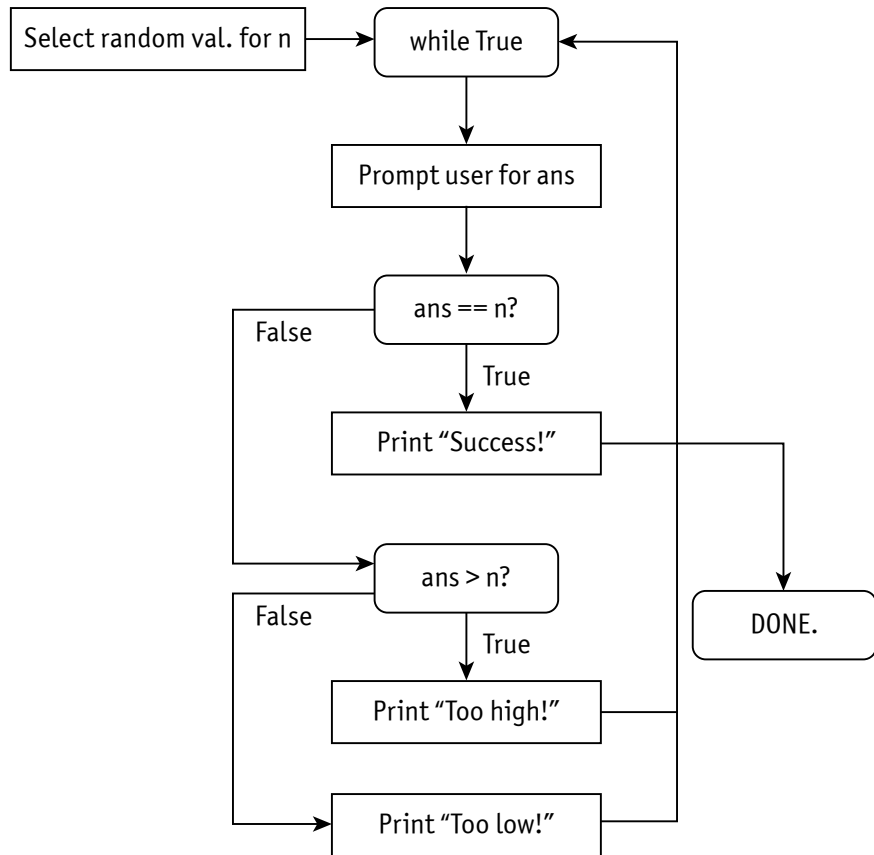 Select random val. for n
while True
Prompt user for ans
ans == n?
False
True
Print “Success!”
ans > n?
False
DONE.
True
Print “Too high!”
Print “Too low!”